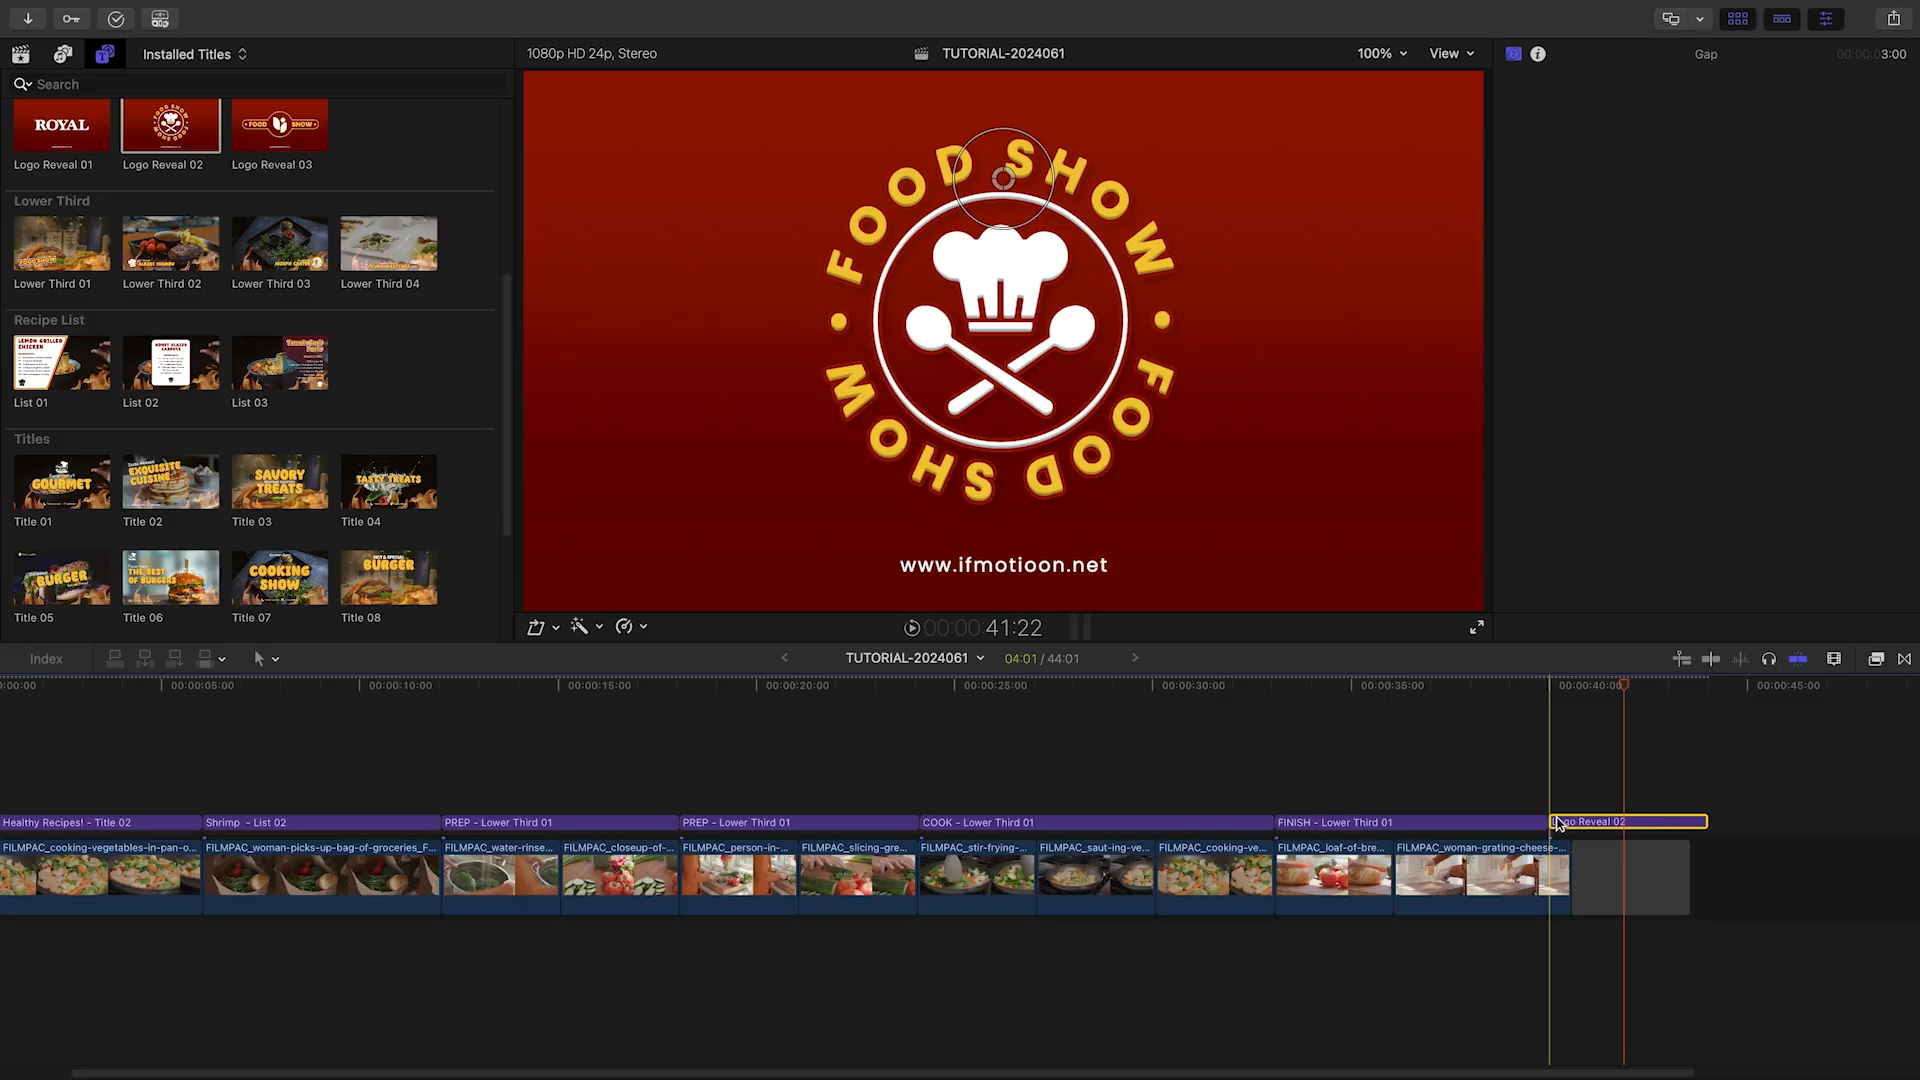 Installed Titles
1080p HD 24p, Stereo
TUTORIAL-2024061
100%
View
Gap
00:00:03:00
Search
ROYAL
FOOD SHOW
FOOD SHOW
Logo Reveal 01
Logo Reveal 02
Logo Reveal 03
Lower Third
Lower Third 01
Lower Third 02
Lower Third 03
Lower Third 04
Recipe List
LEMON GRILLED
CHICKEN
List 01
List 02
List 03
Titles
GOURMET
EXQUISITE
CUISINE
SAVORY
TREATS
TASTY TREATS
Title 01
Title 02
Title 03
Title 04
BURGER
THE BEST
OF BURGERS
COOKING
SHOW
BURGER
Title 05
Title 06
Title 07
Title 08
FOOD SHOW • FOOD SHOW •
www.ifmotioon.net
00:00:00:41:22
Index
TUTORIAL-2024061
04:01 / 44:01
0:00:00
00:00:05:00
00:00:10:00
00:00:15:00
00:00:20:00
00:00:25:00
00:00:30:00
00:00:35:00
00:00:40:00
00:00:45:00
Healthy Recipes! - Title 02
Shrimp - List 02
PREP - Lower Third 01
PREP - Lower Third 01
COOK - Lower Third 01
FINISH - Lower Third 01
Logo Reveal 02
FILMPAC_cooking-vegetables-in-pan-o...
FILMPAC_woman-picks-up-bag-of-groceries_F...
FILMPAC_water-rinse...
FILMPAC_closeup-of-...
FILMPAC_person-in-...
FILMPAC_slicing-gre...
FILMPAC_stir-frying-...
FILMPAC_saut-ing-ve...
FILMPAC_cooking-ve...
FILMPAC_loaf-of-bre...
FILMPAC_woman-grating-cheese-...